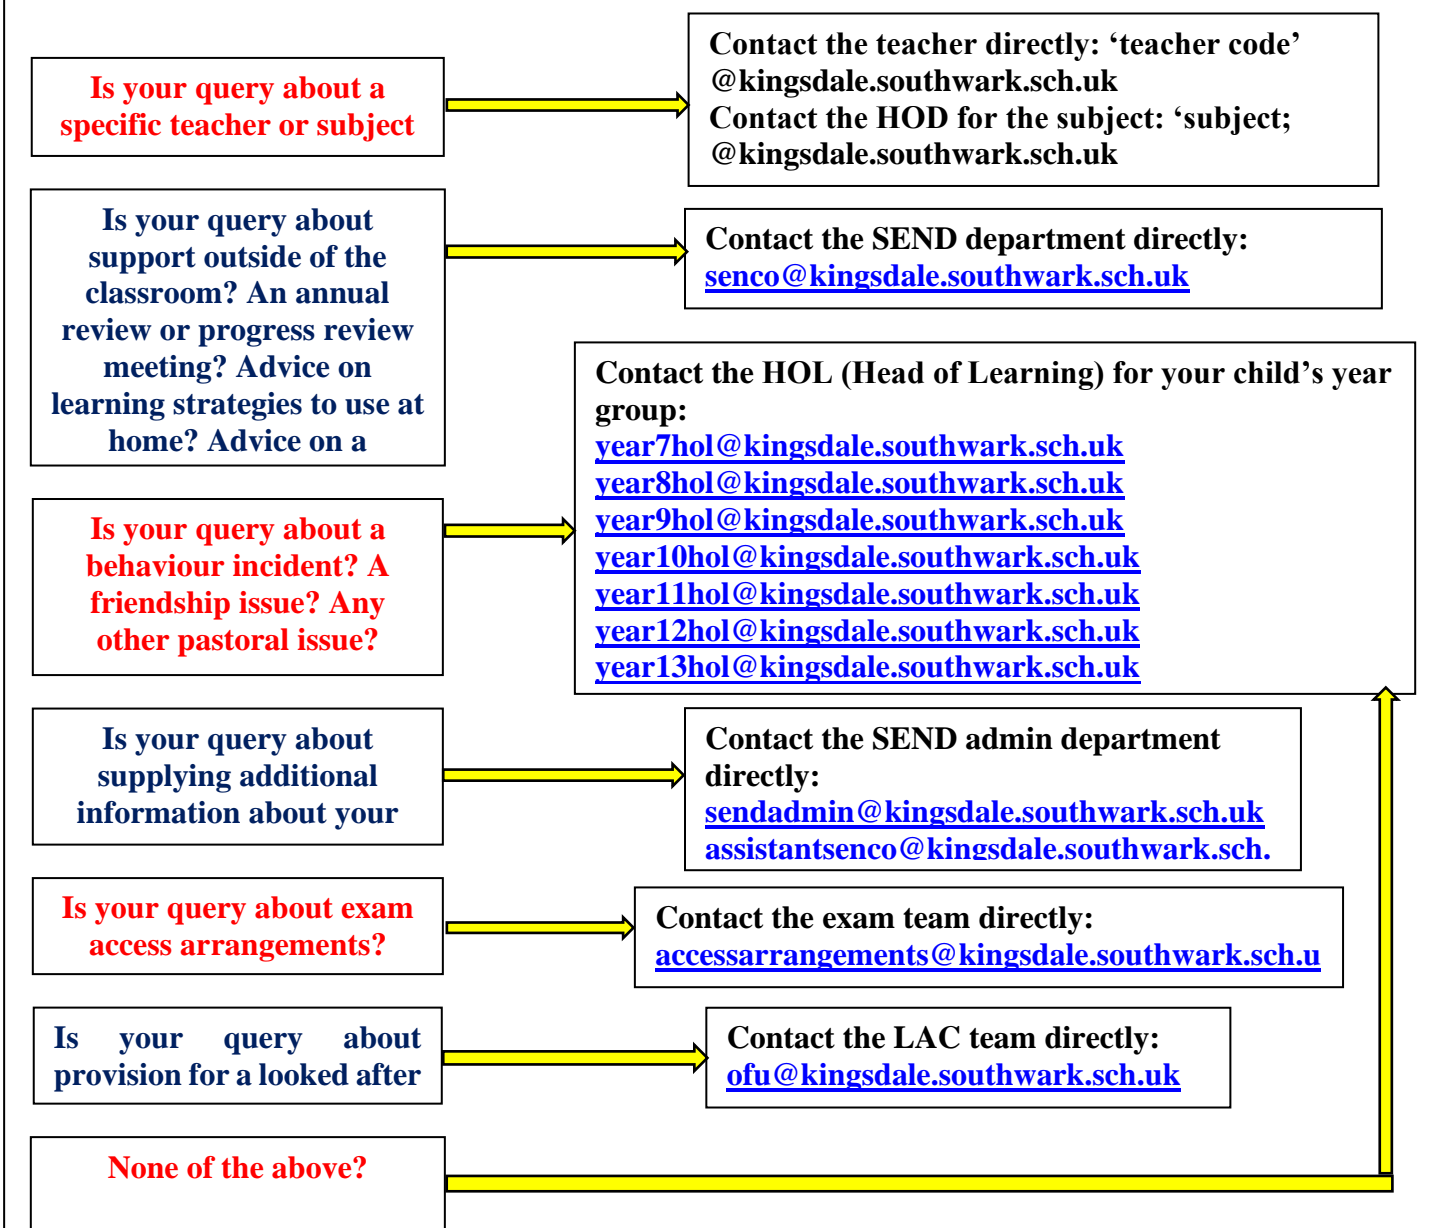 Is your query about a
specific teacher or subject
Contact the teacher directly: ‘teacher code’
@kingsdale.southwark.sch.uk
Contact the HOD for the subject: ‘subject;
@kingsdale.southwark.sch.uk
Is your query about
support outside of the
classroom? An annual
review or progress review
meeting? Advice on
learning strategies to use at
home? Advice on a
Contact the SEND department directly:
senco@kingsdale.southwark.sch.uk
Is your query about a
behaviour incident? A
friendship issue? Any
other pastoral issue?
Contact the HOL (Head of Learning) for your child’s year
group:
year7hol@kingsdale.southwark.sch.uk
year8hol@kingsdale.southwark.sch.uk
year9hol@kingsdale.southwark.sch.uk
year10hol@kingsdale.southwark.sch.uk
year11hol@kingsdale.southwark.sch.uk
year12hol@kingsdale.southwark.sch.uk
year13hol@kingsdale.southwark.sch.uk
Is your query about
supplying additional
information about your
Contact the SEND admin department
directly:
sendadmin@kingsdale.southwark.sch.uk
assistantsenco@kingsdale.southwark.sch.
Is your query about exam
access arrangements?
Contact the exam team directly:
accessarrangements@kingsdale.southwark.sch.u
Is your query about
provision for a looked after
Contact the LAC team directly:
ofu@kingsdale.southwark.sch.uk
None of the above?